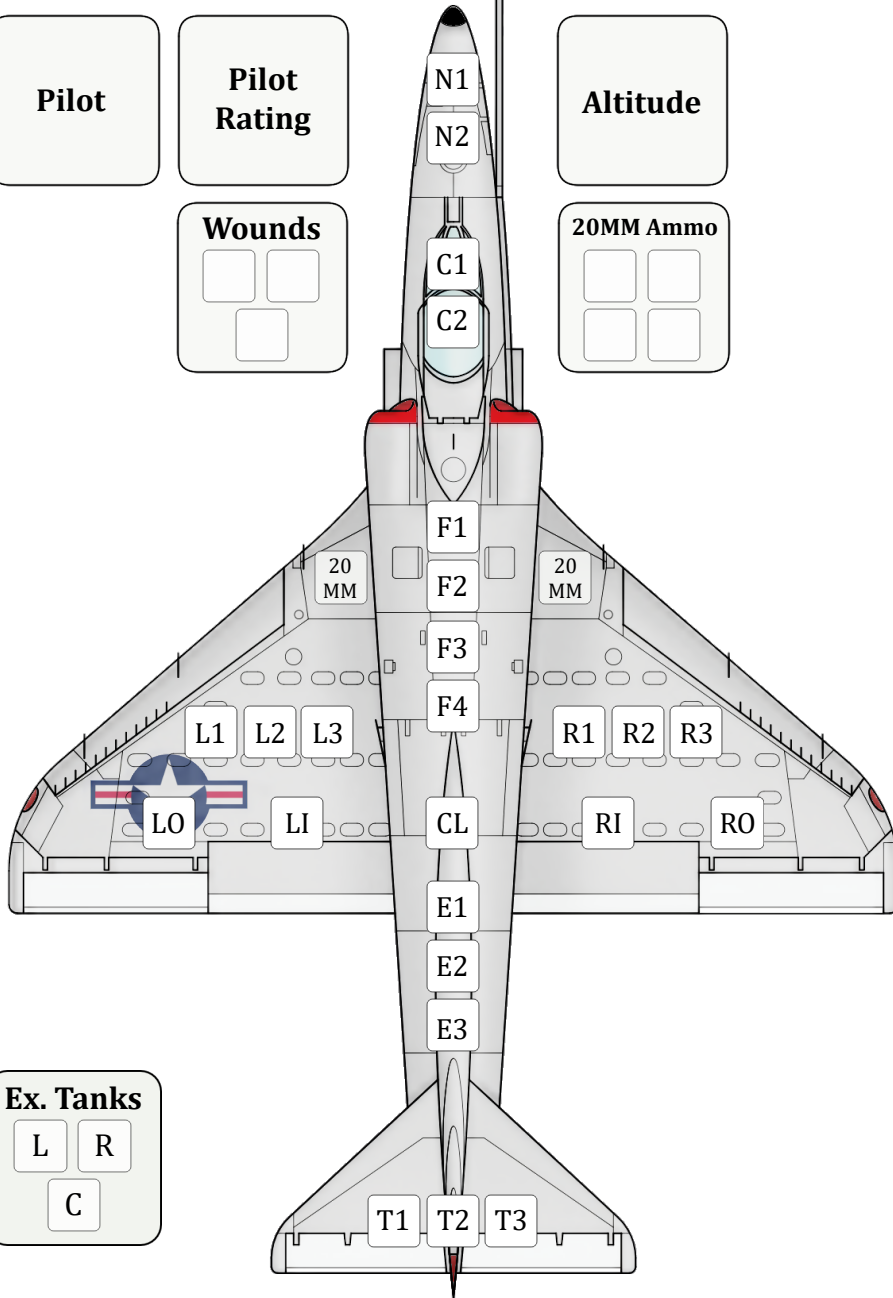 Pilot
Pilot
Rating
Altitude
N1
N2
Wounds
20MM Ammo
C1
C2
F1
20
MM
F2
20
MM
F3
F4
L1 L2 L3
R1 R2 R3
LO LI CL RI RO
E1
E2
E3
Ex. Tanks
L R
C
T1 T2 T3